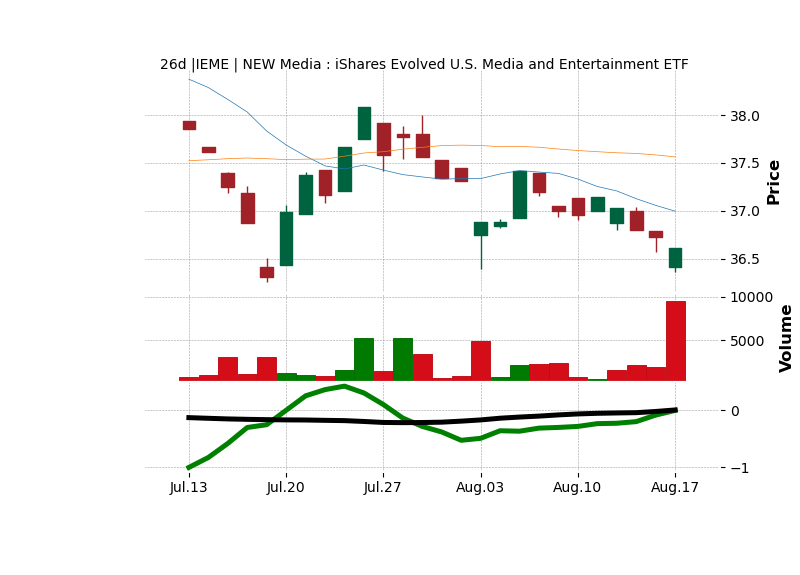 26d |IEME | NEW Media : iShares Evolved U.S. Media and Entertainment ETF
38.0
37.5
37.0
36.5
Price
10000
5000
Volume
0
−1
Jul.13 Jul.20 Jul.27 Aug.03 Aug.10 Aug.17